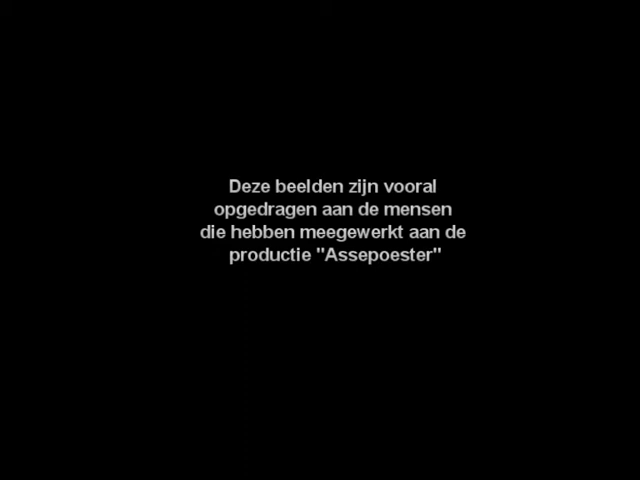 Deze beelden zijn vooral
opgedragen aan de mensen
die hebben meegewerkt aan de
productie "Assepoester"